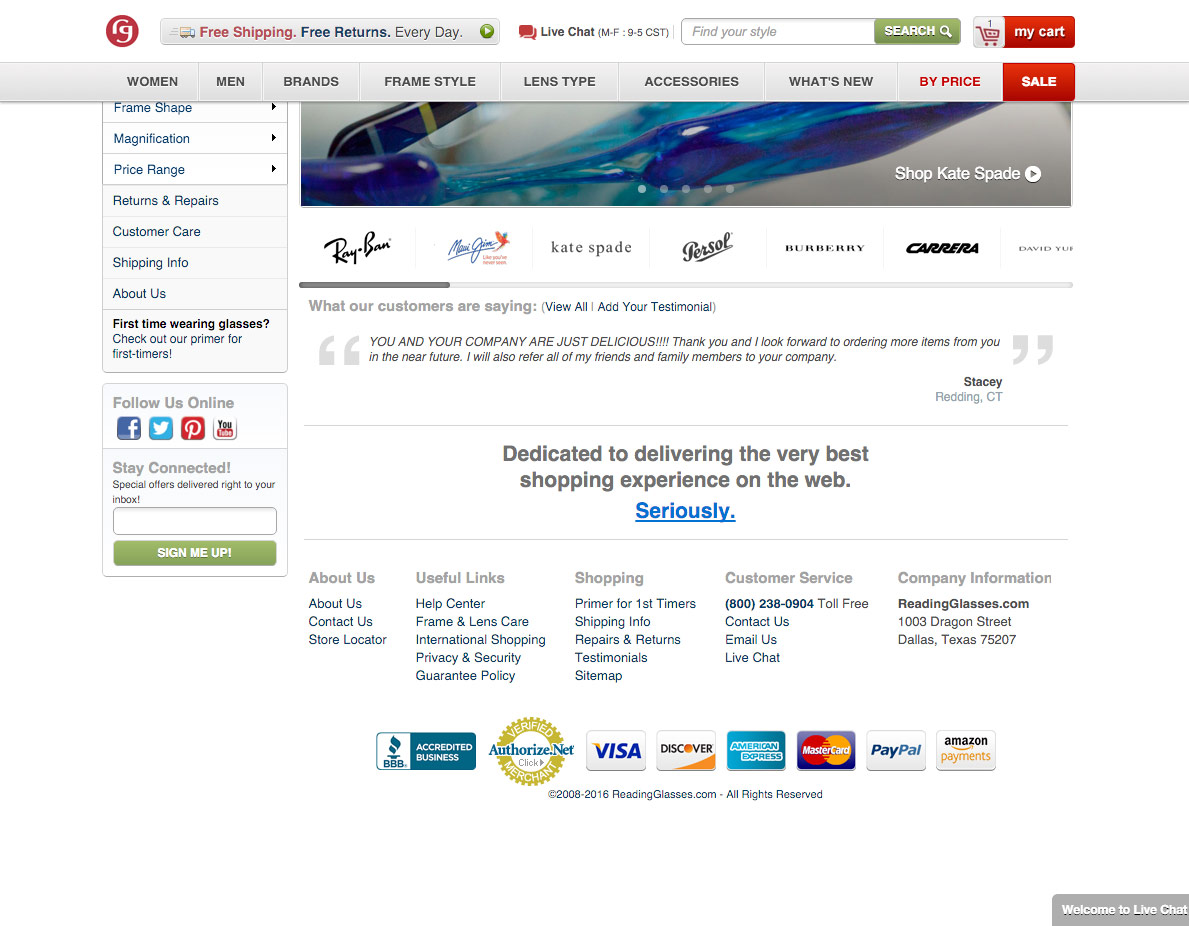 rg
Free Shipping. Free Returns. Every Day.
Live Chat (M-F : 9-5 CST)
Find your style
SEARCH
1
my cart
WOMEN
MEN
BRANDS
FRAME STYLE
LENS TYPE
ACCESSORIES
WHAT'S NEW
BY PRICE
SALE
Frame Shape
Magnification
Price Range
Returns & Repairs
Customer Care
Shipping Info
About Us
First time wearing glasses?
Check out our primer for
first-timers!
Follow Us Online
You
Tube
Stay Connected!
Special offers delivered right to your
inbox!
SIGN ME UP!
Shop Kate Spade
Ray-Ban
Maui Jim
Like you've
never seen.
kate spade
Persol
BURBERRY
CARRERA
DAVID YUR
What our customers are saying: (View All | Add Your Testimonial)
YOU AND YOUR COMPANY ARE JUST DELICIOUS!!!! Thank you and I look forward to ordering more items from you
in the near future. I will also refer all of my friends and family members to your company.
Stacey
Redding, CT
Dedicated to delivering the very best
shopping experience on the web.
Seriously.
About Us
About Us
Contact Us
Store Locator
Useful Links
Help Center
Frame & Lens Care
International Shopping
Privacy & Security
Guarantee Policy
Shopping
Primer for 1st Timers
Shipping Info
Repairs & Returns
Testimonials
Sitemap
Customer Service
(800) 238-0904 Toll Free
Contact Us
Email Us
Live Chat
Company Information
ReadingGlasses.com
1003 Dragon Street
Dallas, Texas 75207
BBB.
ACCREDITED
BUSINESS
VERIFIED
Authorize.Net
Click
MERCHANT
VISA
DISCOVER
AMERICAN
EXPRESS
MasterCard
PayPal
amazon
payments
©2008-2016 ReadingGlasses.com - All Rights Reserved
Welcome to Live Chat